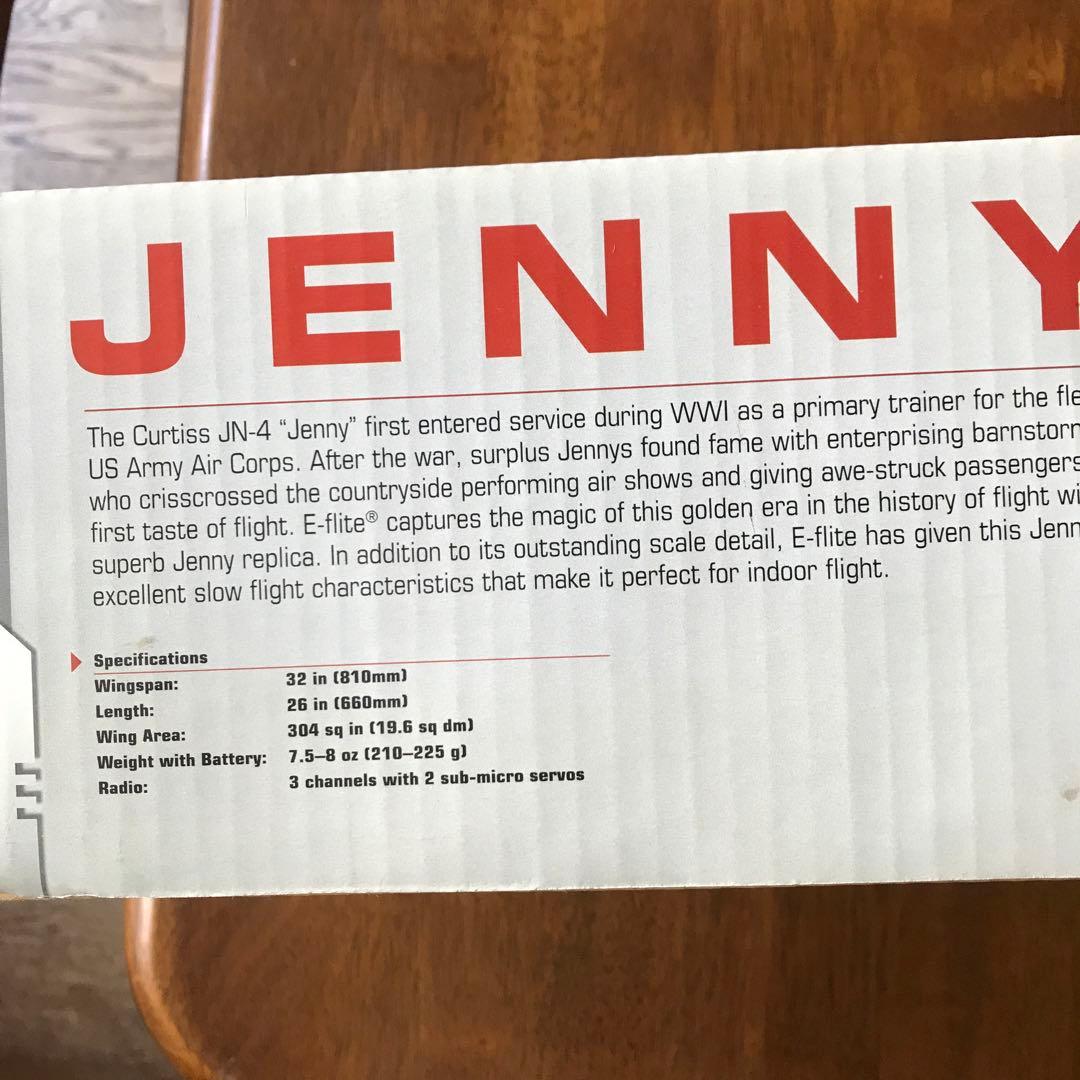 JENNY
The Curtiss JN-4 “Jenny” first entered service during WWI as a primary trainer for the
US Army Air Corps. After the war, surplus Jennys found fame with enterprising
who crisscrossed the countryside performing air shows and giving awe-struck passengers
first taste of flight. E-flite® captures the magic of this golden era in the history of flight
superb Jenny replica. In addition to its outstanding scale detail, E-flite has given this
excellent slow flight characteristics that make it perfect for indoor flight.
Specifications
Wingspan: 32 in (810mm)
Length: 26 in (660mm)
Wing Area: 304 sq in (19.6 sq dm)
Weight with Battery: 7.5–8 oz (210–225 g)
Radio: 3 channels with 2 sub-micro servos